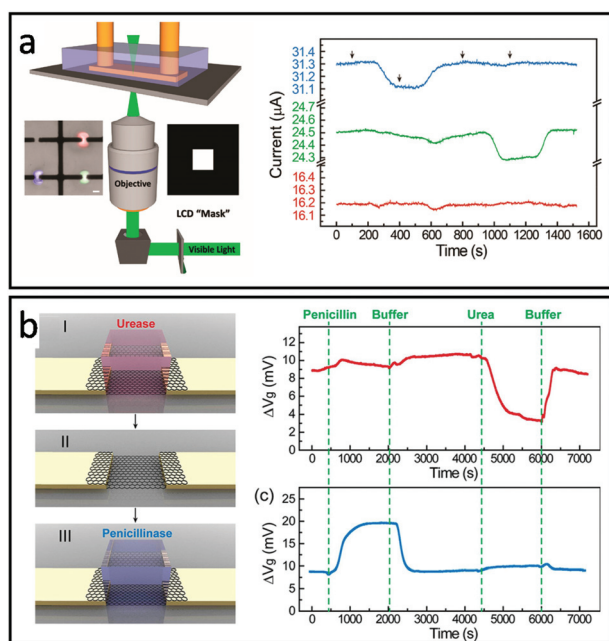 a
Objective
LCD "Mask"
Visible Light
Current (µA)
31.4
31.3
31.2
31.1
24.7
24.6
24.5
24.4
24.3
16.4
16.3
16.2
16.1
0 200 400 600 800 1000 1200 1400 1600
Time (s)
b
I
Urease
II
III
Penicillinase
Penicillin Buffer Urea Buffer
ΔVg (mV)
14
12
10
8
6
4
2
0
0 1000 2000 3000 4000 5000 6000 7000
Time (s)
(c)
ΔVg (mV)
25
20
15
10
5
0 1000 2000 3000 4000 5000 6000 7000
Time (s)